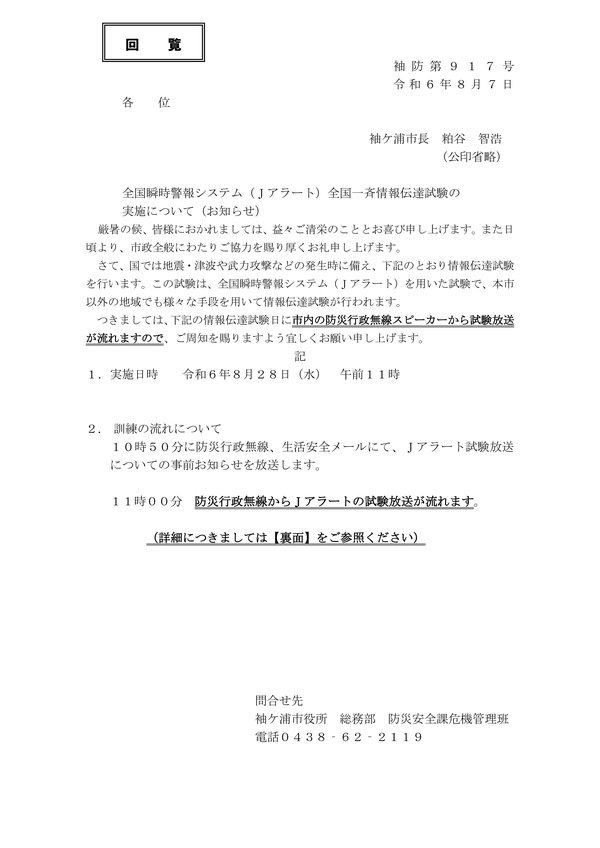 回　覧
袖防第９１７号
令和６年８月７日
各　　位
袖ケ浦市長　粕谷　智浩
（公印省略）
全国瞬時警報システム（Ｊアラート）全国一斉情報伝達試験の
実施について（お知らせ）
厳暑の候、皆様におかれましては、益々ご清栄のこととお喜び申し上げます。また日
頃より、市政全般にわたりご協力を賜り厚くお礼申し上げます。
さて、国では地震・津波や武力攻撃などの発生時に備え、下記のとおり情報伝達試験
を行います。この試験は、全国瞬時警報システム（Ｊアラート）を用いた試験で、本市
以外の地域でも様々な手段を用いて情報伝達試験が行われます。
つきましては、下記の情報伝達試験日に市内の防災行政無線スピーカーから試験放送
が流れますので、ご周知を賜りますよう宜しくお願い申し上げます。
記
１．実施日時　　令和６年８月２８日（水）　午前１１時
２． 訓練の流れについて
１０時５０分に防災行政無線、生活安全メールにて、Ｊアラート試験放送
についての事前お知らせを放送します。
１１時００分　防災行政無線からＪアラートの試験放送が流れます。
（詳細につきましては【裏面】をご参照ください）
問合せ先
袖ケ浦市役所　総務部　防災安全課危機管理班
電話０４３８‐６２‐２１１９